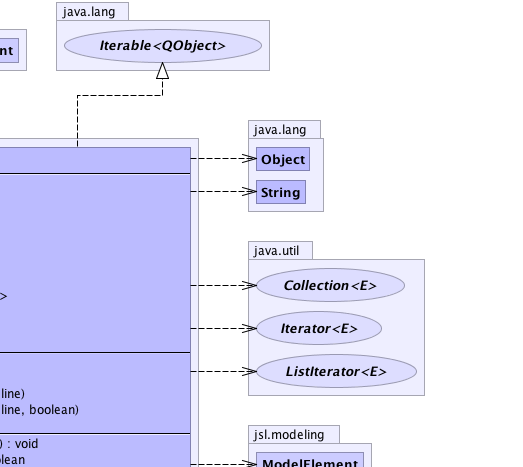 java.lang
Iterable<QObject>
nt
java.lang
Object
String
java.util
Collection<E>
>
Iterator<E>
ListIterator<E>
line)
line, boolean)
jsl.modeling
) : void
olean
ModelElement